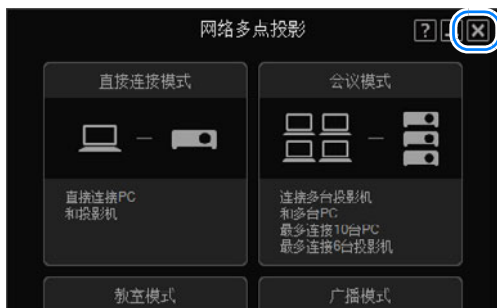 网络多点投影
?
直接连接模式
会议模式
直接连接PC
和投影机
连接多台投影机
和多台PC
最多连接10台PC
最多连接6台投影机
教室模式
广播模式